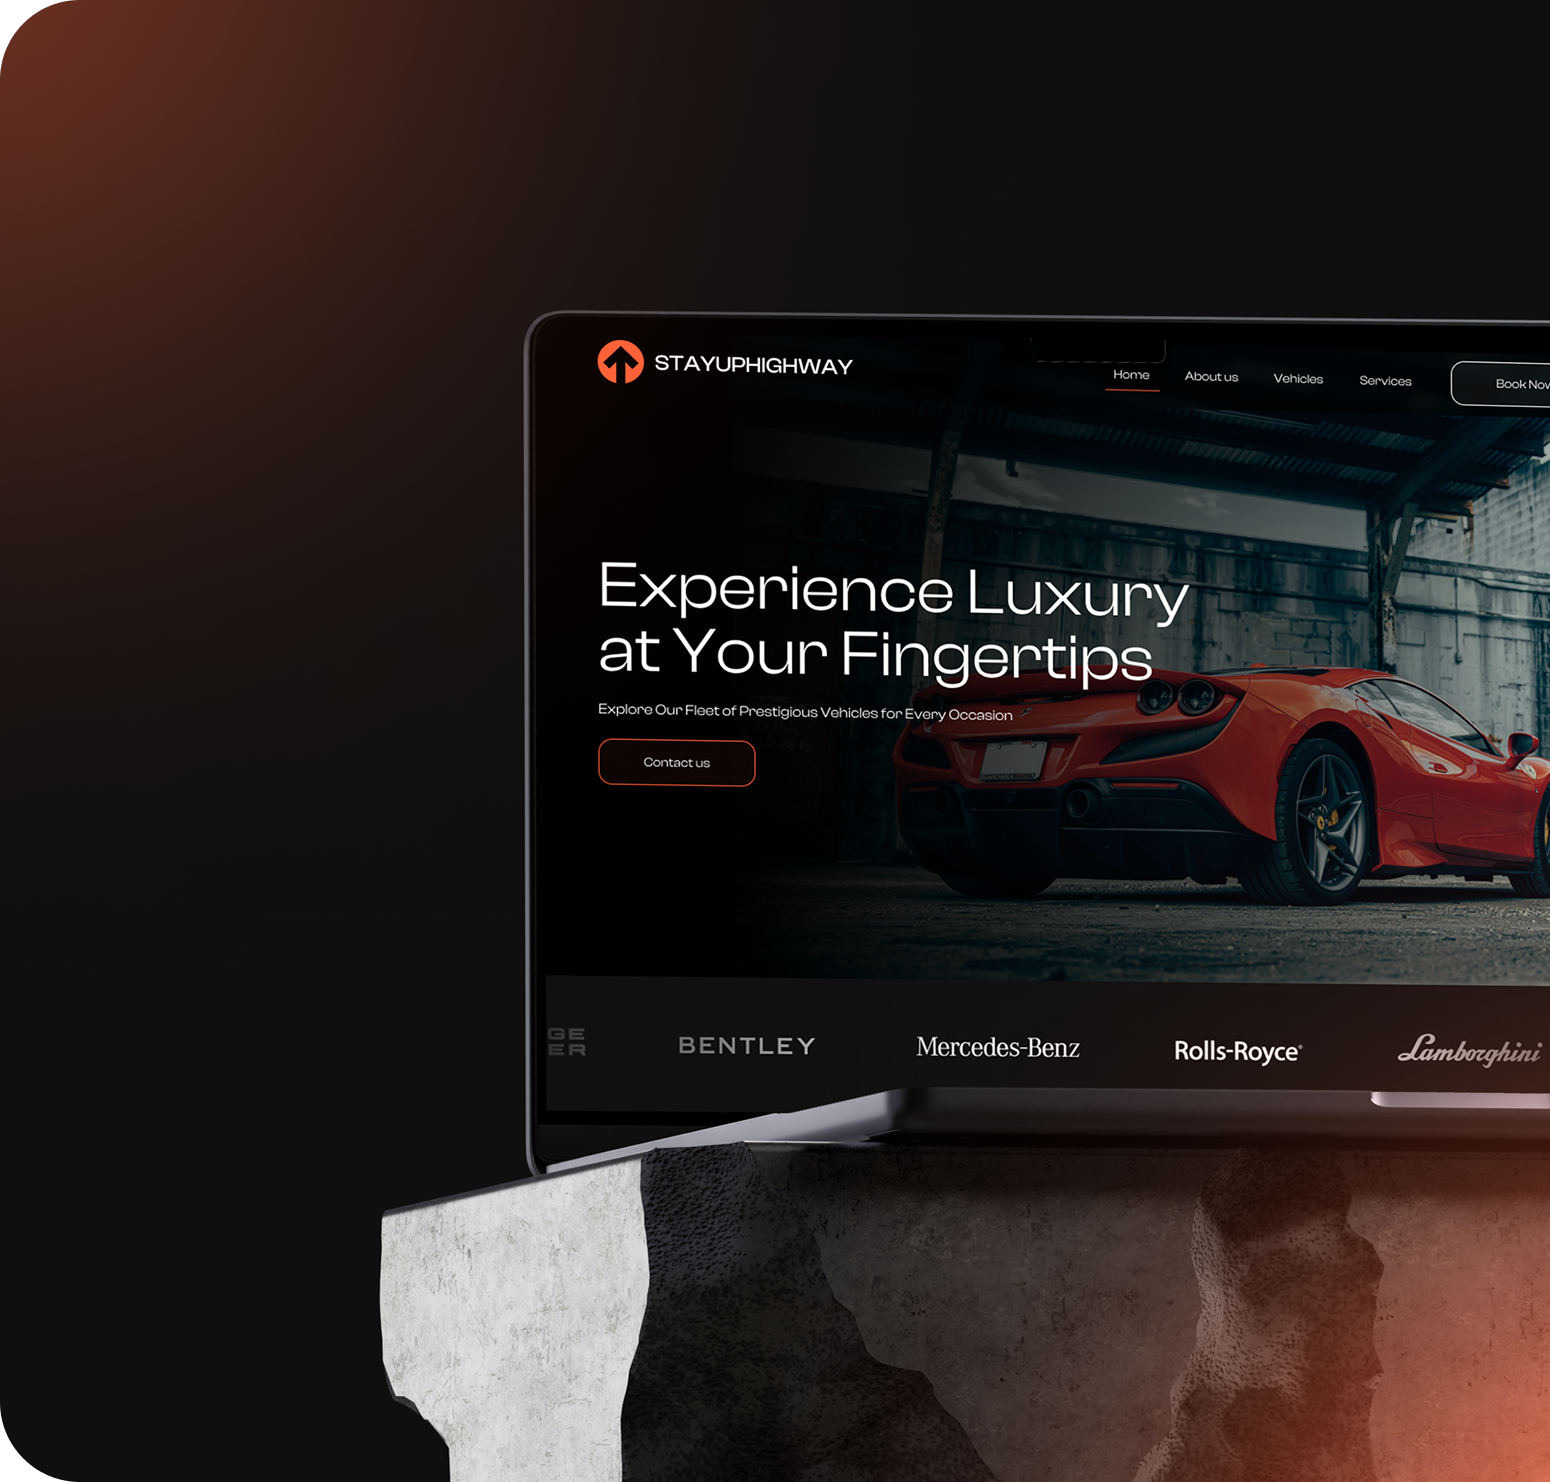 STAYUPHIGHWAY
Home About us Vehicles Services Book Now
Experience Luxury
at Your Fingertips
Explore Our Fleet of Prestigious Vehicles for Every Occasion
Contact us
GE
ER
BENTLEY Mercedes-Benz Rolls-Royce Lamborghini